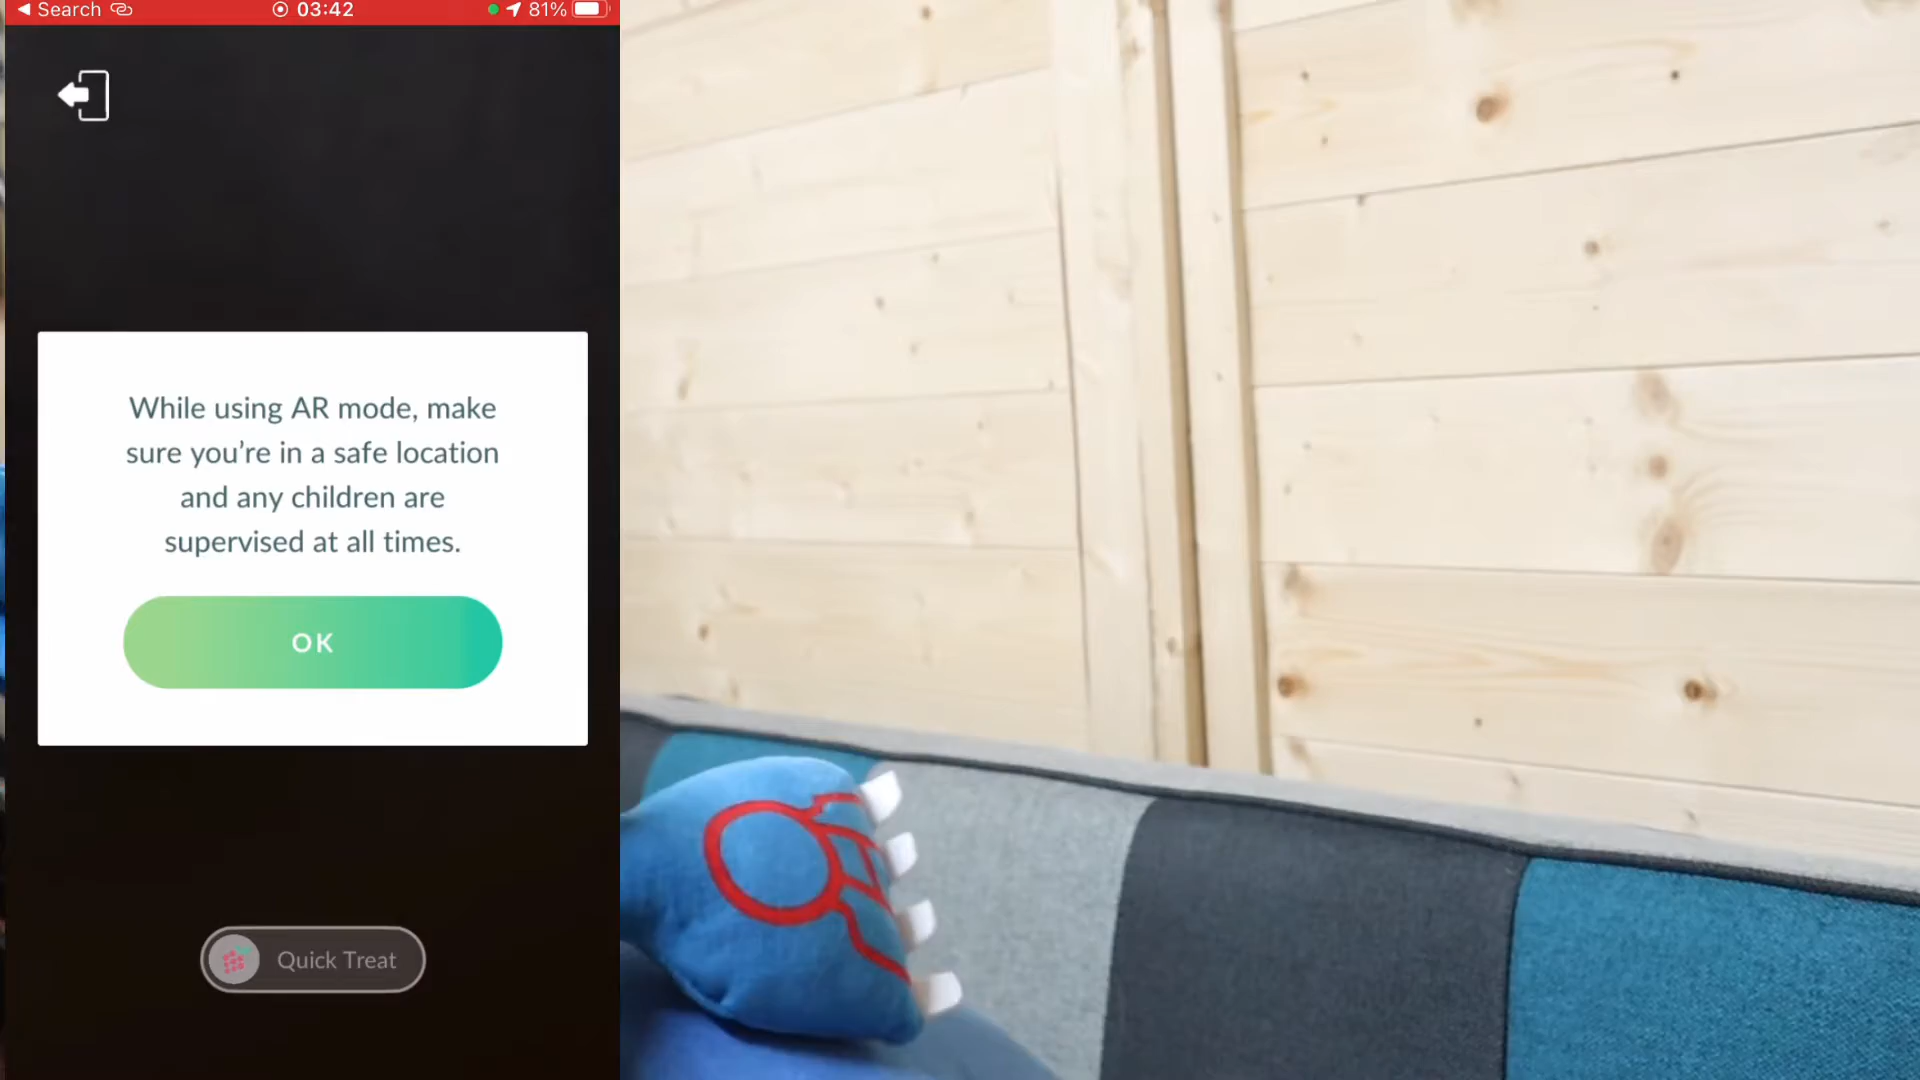 Search
03:42
81%
While using AR mode, make
sure you're in a safe location
and any children are
supervised at all times.
OK
Quick Treat